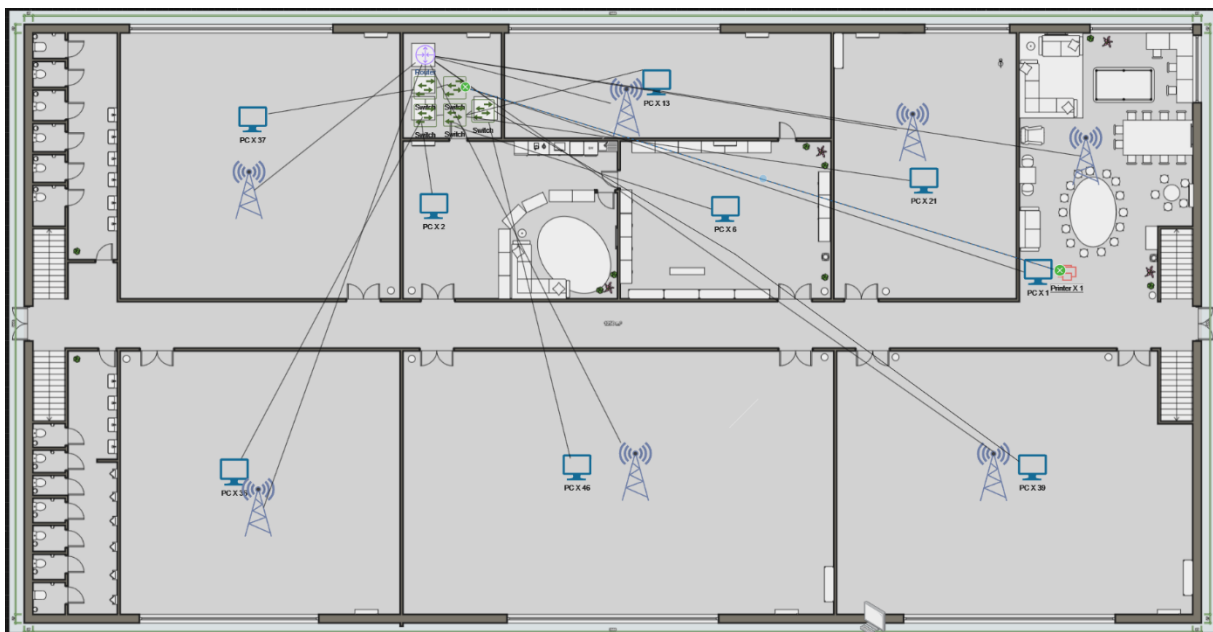 Router
Switch
Switch
Switch
Switch
Switch
PC X 13
PC X 37
PC X 2
PC X 6
PC X 21
PC X 1
Printer X 1
PC X 46
PC X 39